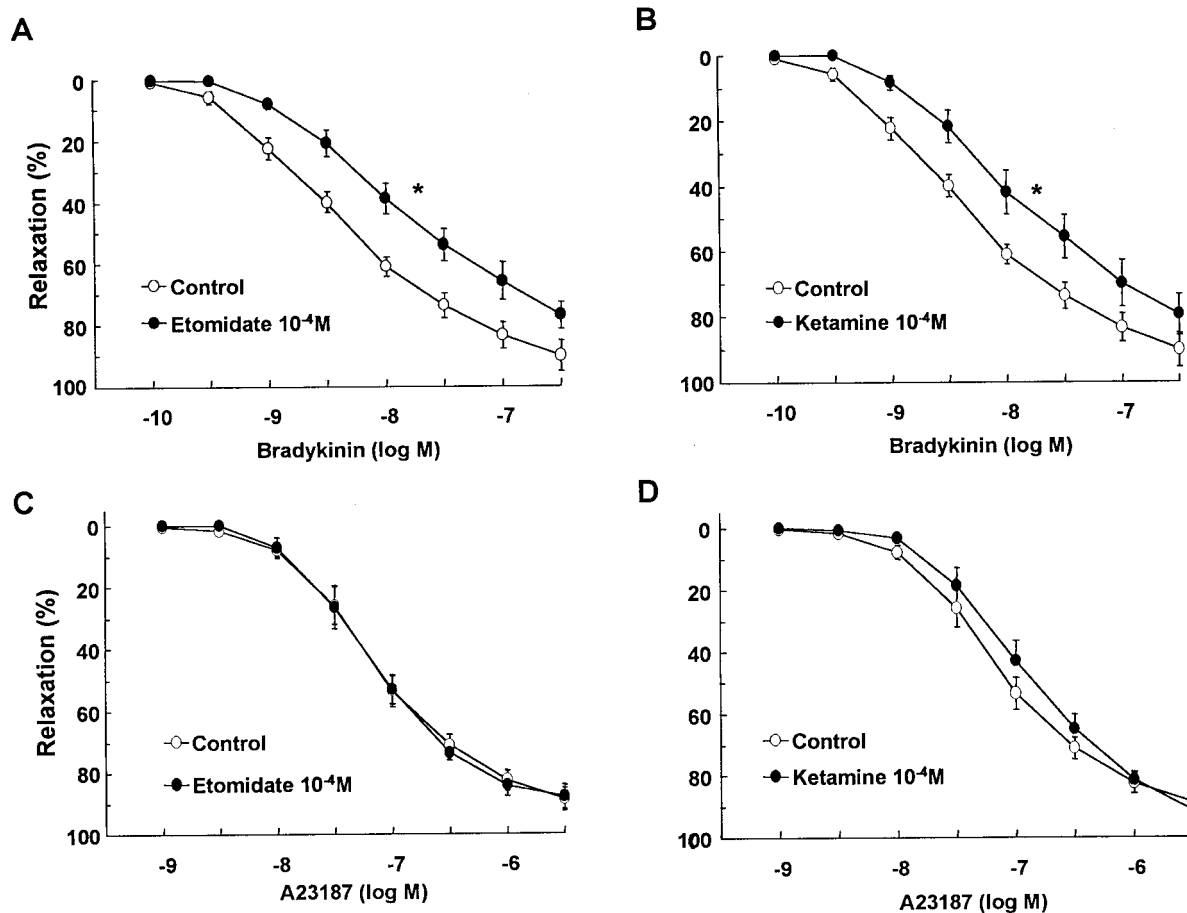 A
0
20
40
60
80
100
Relaxation (%)
Control
Etomidate 10⁻⁴M
*
-10
-9
-8
-7
Bradykinin (log M)
B
0
20
40
60
80
100
Control
Ketamine 10⁻⁴M
*
-10
-9
-8
-7
Bradykinin (log M)
C
0
20
40
60
80
100
Relaxation (%)
Control
Etomidate 10⁻⁴M
-9
-8
-7
-6
A23187 (log M)
D
0
20
40
60
80
100
Control
Ketamine 10⁻⁴M
-9
-8
-7
-6
A23187 (log M)